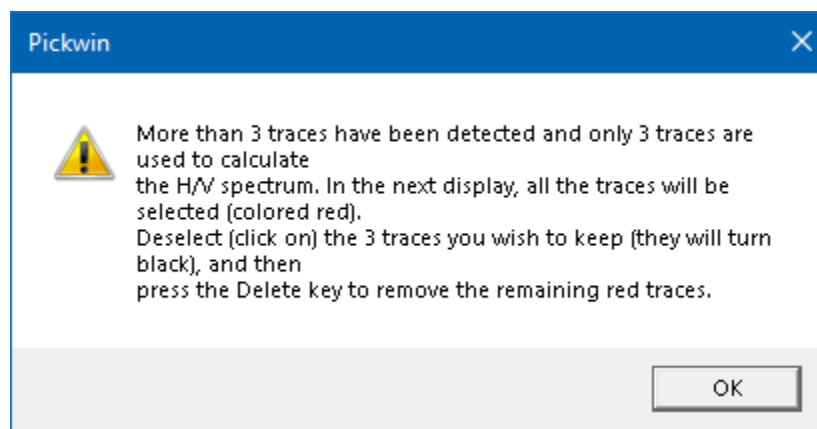 Pickwin
More than 3 traces have been detected and only 3 traces are
used to calculate
the H/V spectrum. In the next display, all the traces will be
selected (colored red).
Deselect (click on) the 3 traces you wish to keep (they will turn
black), and then
press the Delete key to remove the remaining red traces.
OK